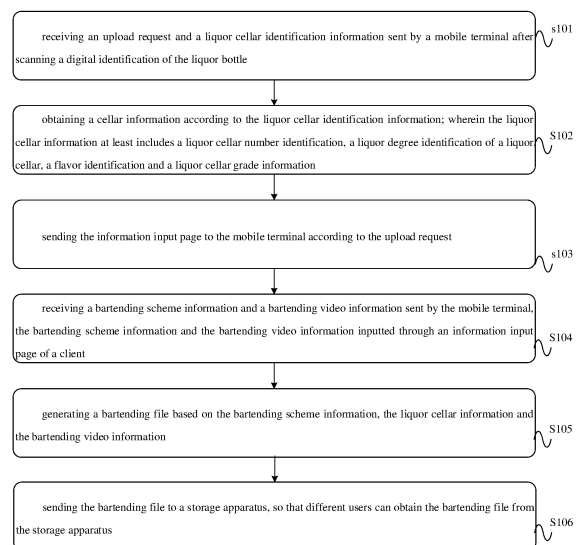 receiving an upload request and a liquor cellar identification information sent by a mobile terminal after
s101
scanning a digital identification of the liquor bottle
obtaining a cellar information according to the liquor cellar identification information; wherein the liquor
S102
cellar information at least includes a liquor cellar number identification, a liquor degree identification of a liquor
cellar, a flavor identification and a liquor cellar grade information
sending the information input page to the mobile terminal according to the upload request
s103
receiving a bartending scheme information and a bartending video information sent by the mobile terminal,
the bartending scheme information and the bartending video information inputted through an information input
S104
page of a client
generating a bartending file based on the bartending scheme information, the liquor cellar information and
S105
the bartending video information
sending the bartending file to a storage apparatus, so that different users can obtain the bartending file from
S106
the storage apparatus